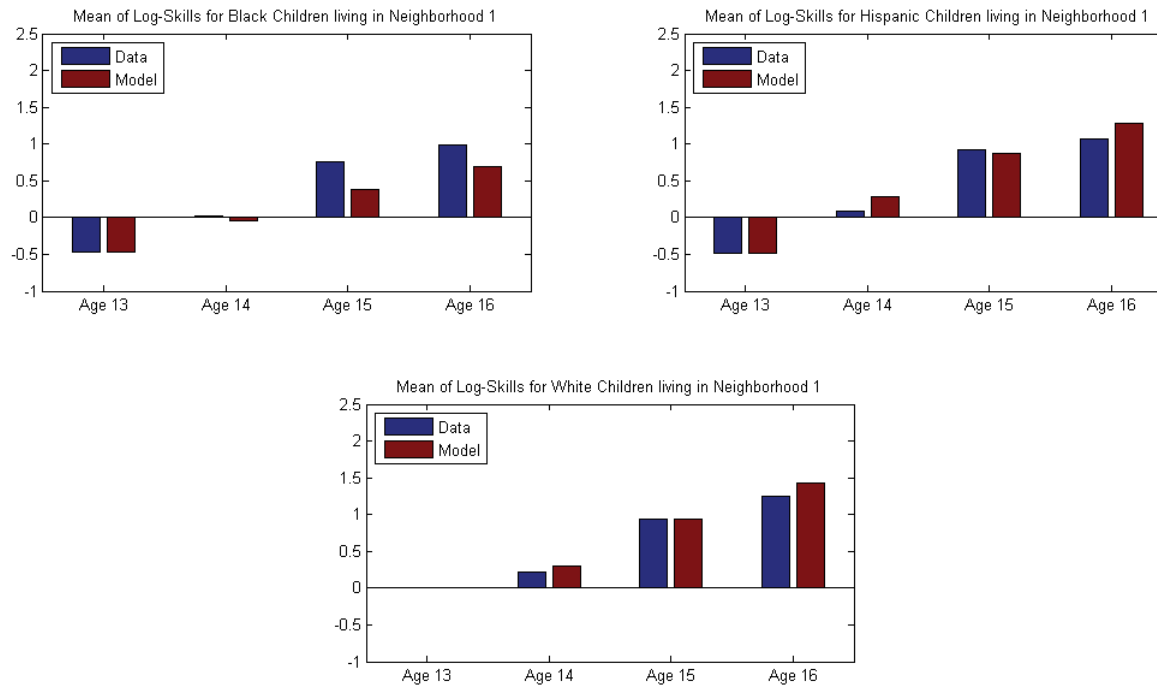 Mean of Log-Skills for Black Children living in Neighborhood 1
2.5
2
1.5
1
0.5
0
-0.5
-1
Data
Model
Age 13 Age 14 Age 15 Age 16
Mean of Log-Skills for Hispanic Children living in Neighborhood 1
2.5
2
1.5
1
0.5
0
-0.5
-1
Data
Model
Age 13 Age 14 Age 15 Age 16
Mean of Log-Skills for White Children living in Neighborhood 1
2.5
2
1.5
1
0.5
0
-0.5
-1
Data
Model
Age 13 Age 14 Age 15 Age 16